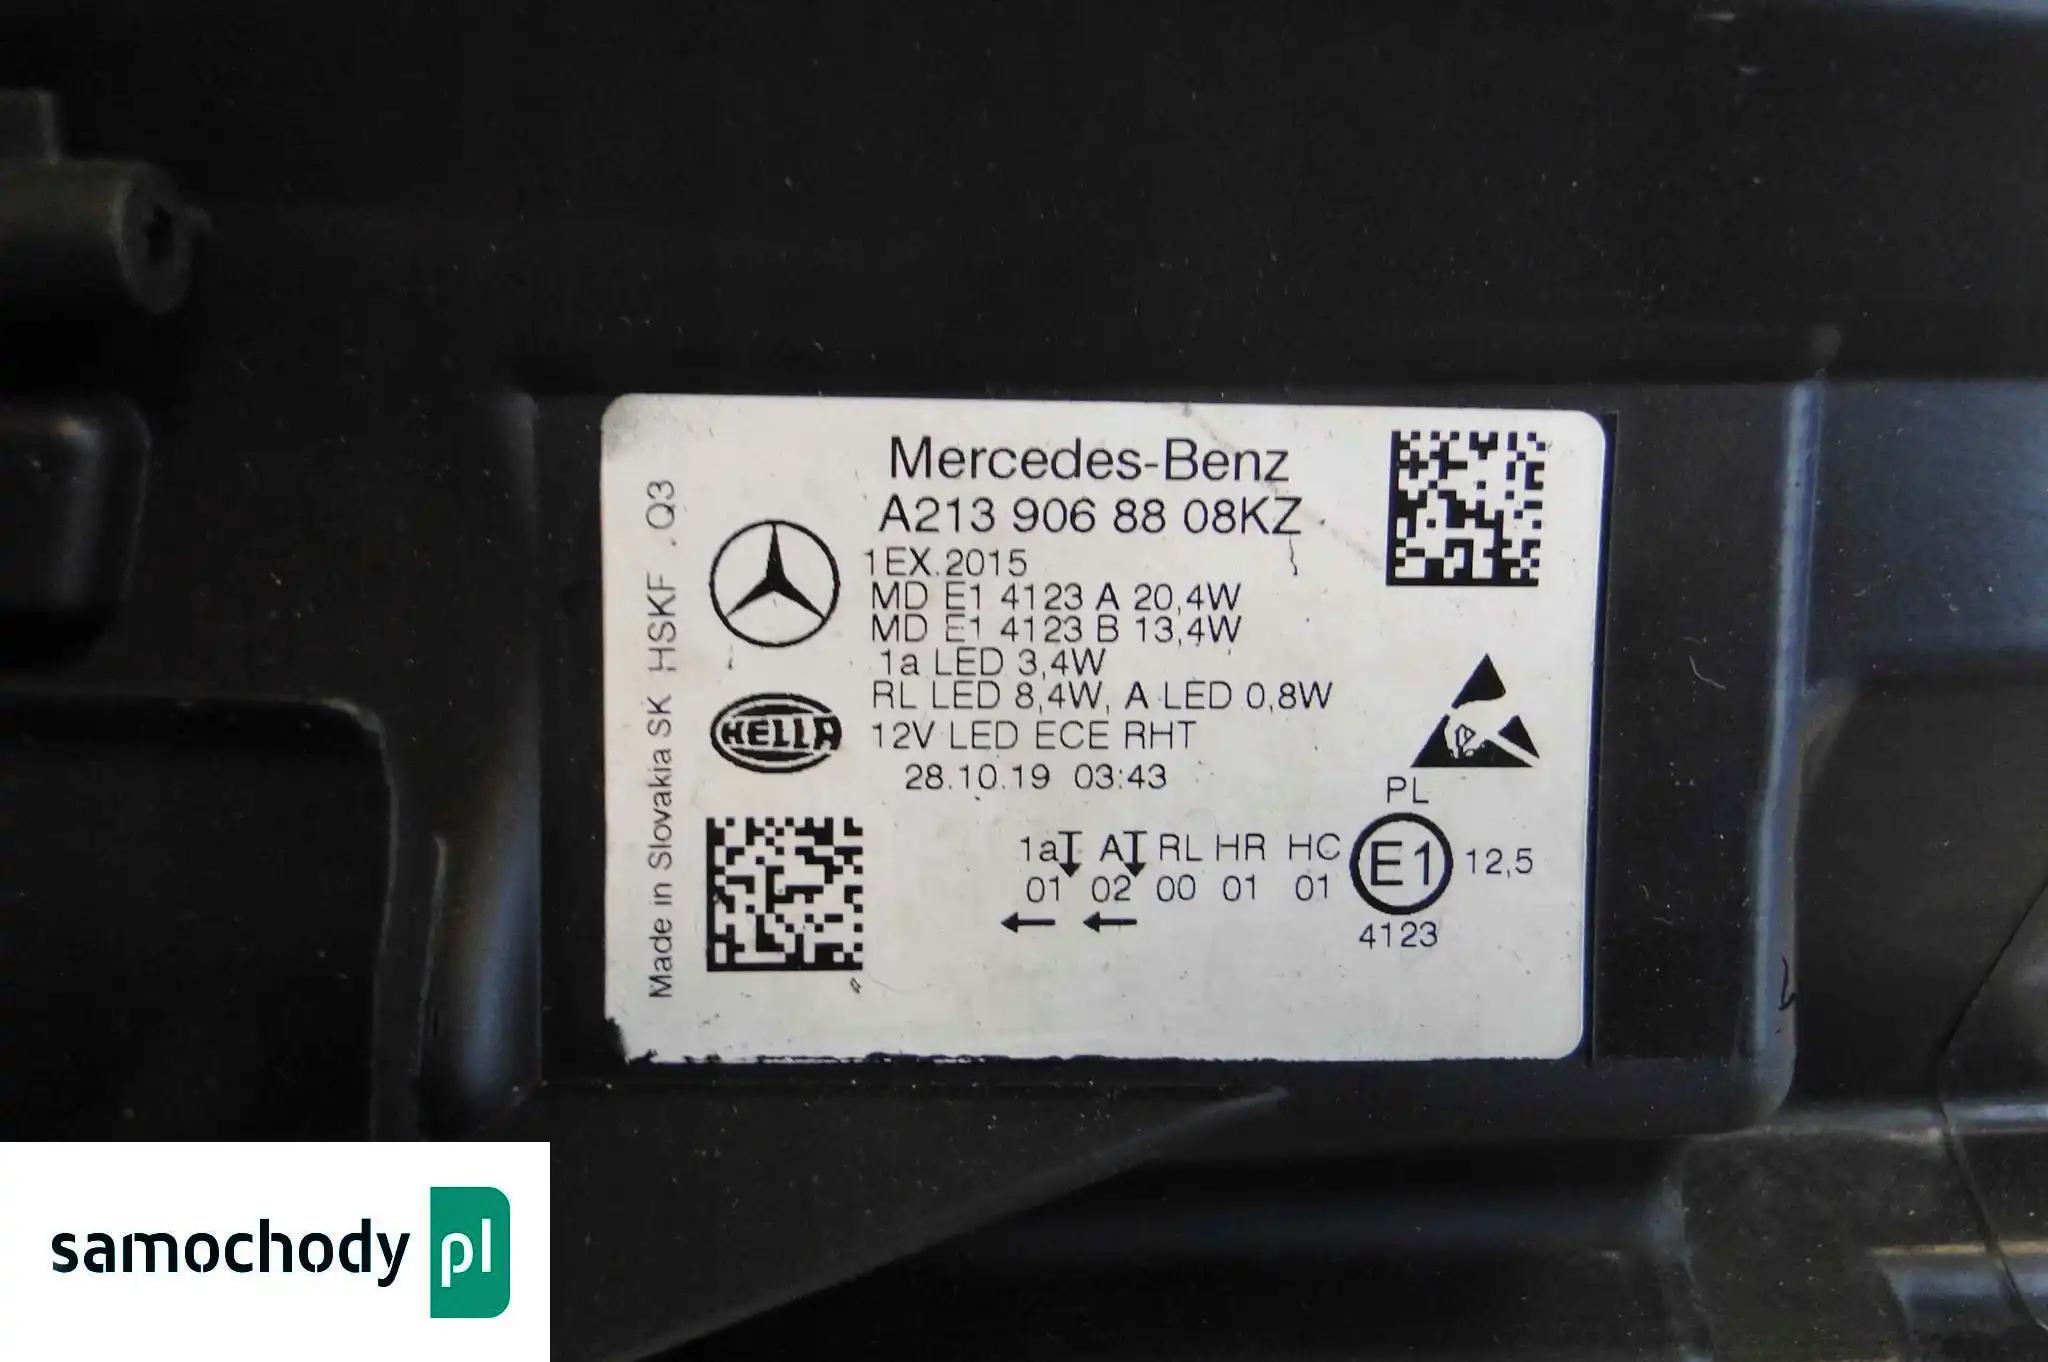 Mercedes-Benz
A213 906 88 08KZ
1EX.2015
MD E1 4123 A 20,4W
MD E1 4123 B 13,4W
1a LED 3,4W
RL LED 8,4W, A LED 0,8W
12V LED ECE RHT
28.10.19 03:43
HELLA
Made in Slovakia SK HSKF .Q3
PL
1a A RL HR HC E1 12,5
01 02 00 01 01
4123
samochody pl